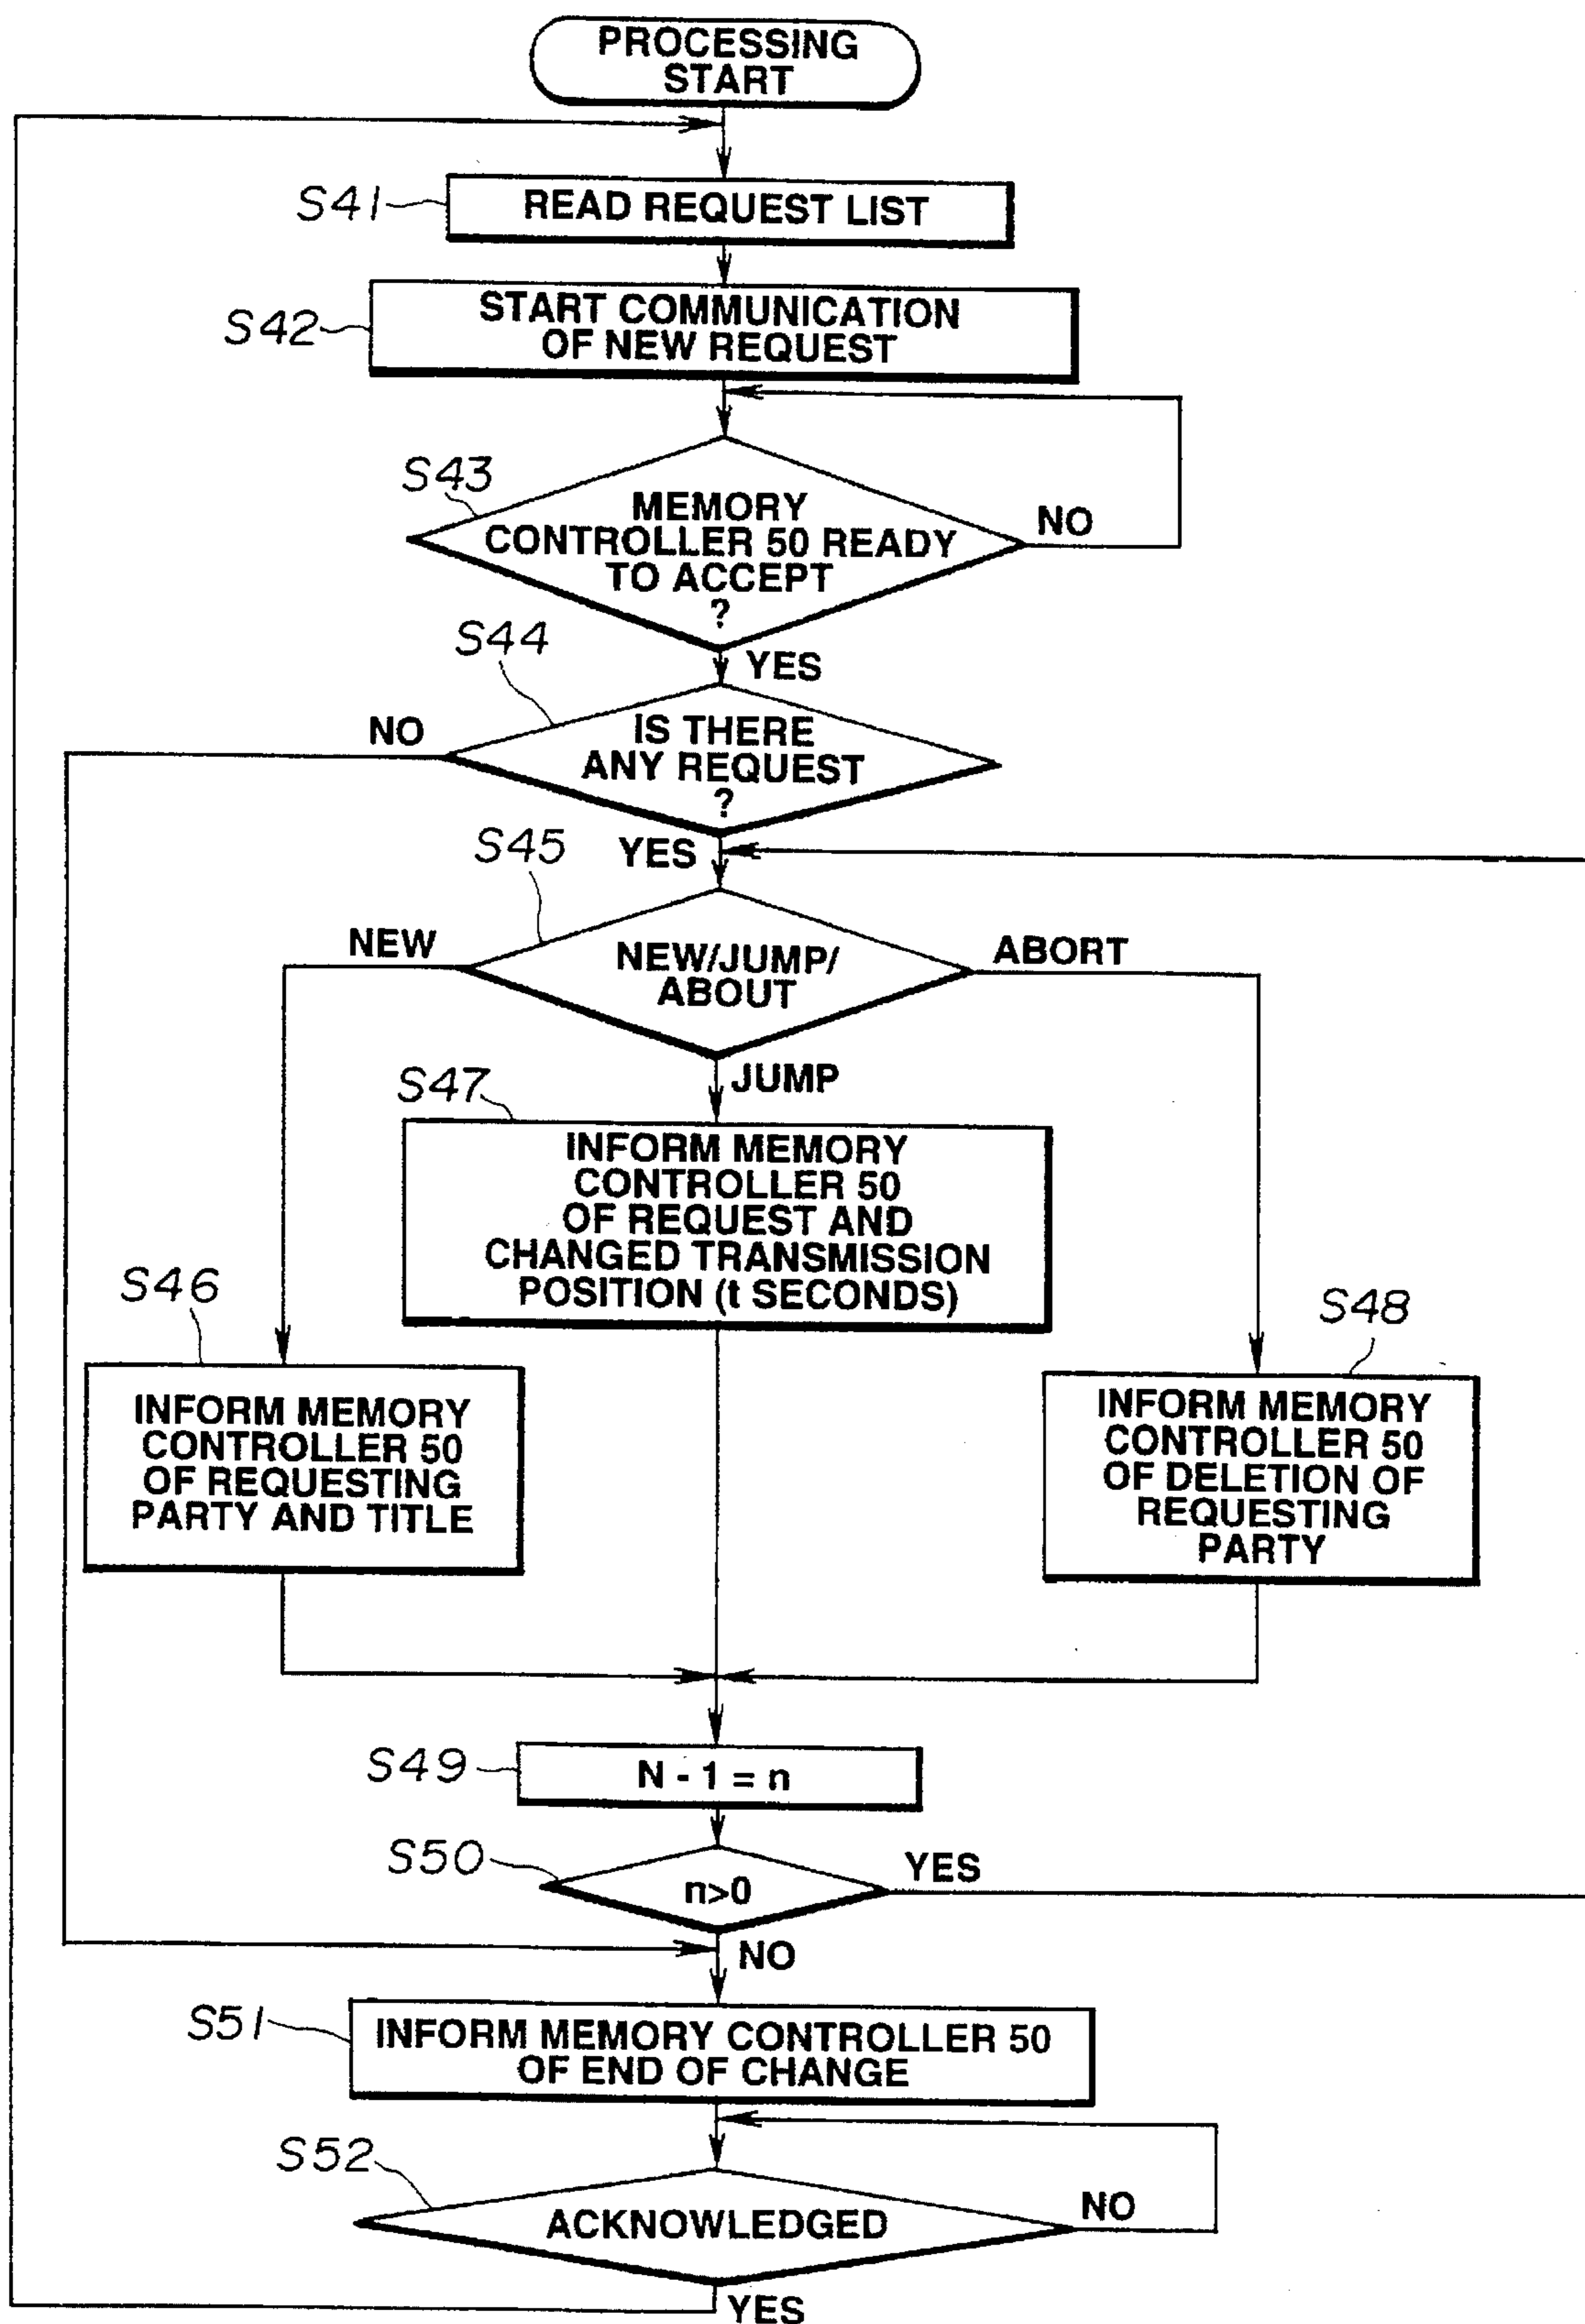 PROCESSING
START
S41
READ REQUEST LIST
S42
START COMMUNICATION
OF NEW REQUEST
S43
MEMORY
CONTROLLER 50 READY
TO ACCEPT
?
NO
S44
YES
NO
IS THERE
ANY REQUEST
?
S45
YES
NEW
NEW/JUMP/
ABOUT
ABORT
S47
JUMP
INFORM MEMORY
CONTROLLER 50
OF REQUEST AND
CHANGED TRANSMISSION
POSITION (t SECONDS)
S46
INFORM MEMORY
CONTROLLER 50
OF REQUESTING
PARTY AND TITLE
S48
INFORM MEMORY
CONTROLLER 50
OF DELETION OF
REQUESTING
PARTY
S49
N - 1 = n
S50
n>0
YES
NO
S51
INFORM MEMORY CONTROLLER 50
OF END OF CHANGE
S52
ACKNOWLEDGED
NO
YES